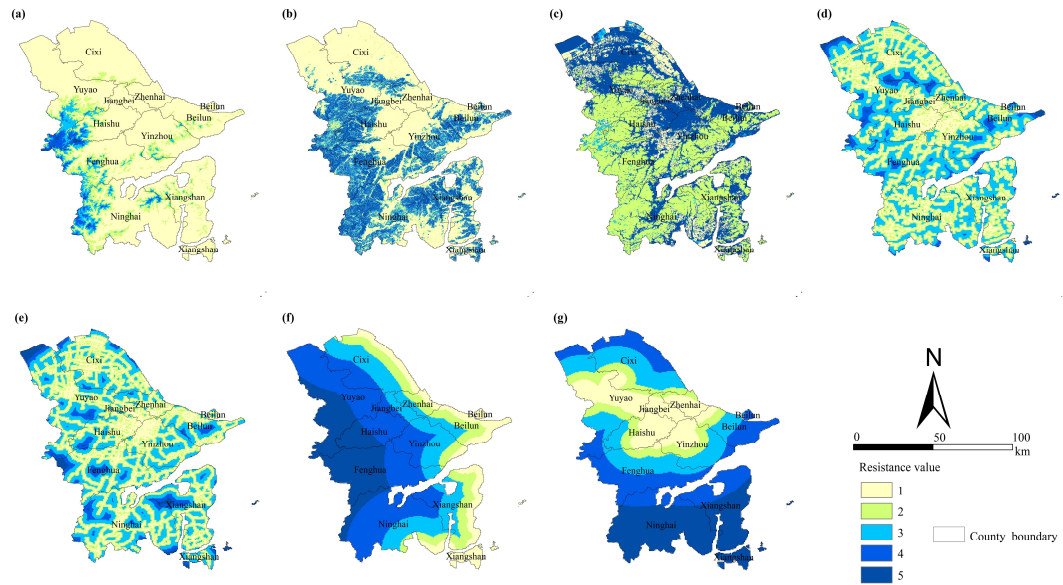 (a)
Cixi
Yuyao
Jiangbei
Zhenhai
Beilun
Beilun
Haishu
Yinzhou
Fenghua
Xiangshan
Ninghai
Xiangshan
(b)
Cixi
Yuyao
Jiangbei
Zhenhai
Beilun
Beilun
Haishu
Yinzhou
Fenghua
Xiangshan
Ninghai
Xiangshan
(c)
Cixi
Yuyao
Zhenhai
Beilun
Beilun
Haishu
Yinzhou
Fenghua
Xiangshan
Ninghai
Xiangshan
(d)
Cixi
Yuyao
Jiangbei
Zhenhai
Beilun
Beilun
Haishu
Yinzhou
Fenghua
Xiangshan
Ninghai
Xiangshan
(e)
Cixi
Yuyao
Jiangbei
Zhenhai
Beilun
Beilun
Haishu
Yinzhou
Fenghua
Xiangshan
Ninghai
Xiangshan
(f)
Cixi
Yuyao
Jiangbei
Zhenhai
Beilun
Beilun
Haishu
Yinzhou
Fenghua
Xiangshan
Ninghai
Xiangshan
(g)
Cixi
Yuyao
Jiangbei
Zhenhai
Beilun
Beilun
Haishu
Yinzhou
Fenghua
Xiangshan
Ninghai
Xiangshan
N
0 50 100
km
Resistance value
1
2
3
4
5
County boundary